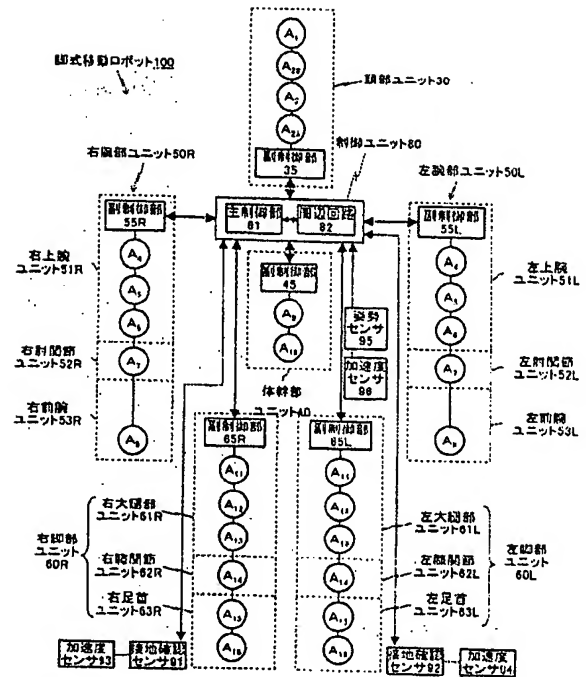 脚式移動ロボット100
A₁
A₂
頭部ユニット30
副制御部
35
制御ユニット80
右腕部ユニット50R
左腕部ユニット50L
副制御部
55R
主制御部
81
周辺回路
82
副制御部
55L
右上腕
ユニット51R
A₄
A₅
A₆
副制御部
45
A₉
A₁₀
姿勢
センサ
95
加速度
センサ
96
A₄
A₅
A₆
左上腕
ユニット51L
右肘関節
ユニット52R
A₇
A₇
左肘関節
ユニット52L
体幹部
ユニット40
右前腕
ユニット53R
A₈
A₈
左前腕
ユニット53L
副制御部
65R
副制御部
65L
右大腿部
ユニット61R
A₁₁
A₁₂
A₁₃
A₁₁
A₁₂
A₁₃
左大腿部
ユニット61L
右脚部
ユニット
60R
右膝関節
ユニット62R
A₁₄
A₁₄
左膝関節
ユニット62L
左脚部
ユニット
60L
右足首
ユニット63R
A₁₅
A₁₆
A₁₆
左足首
ユニット63L
加速度
センサ93
接地確認
センサ91
接地確認
センサ92
加速度
センサ94